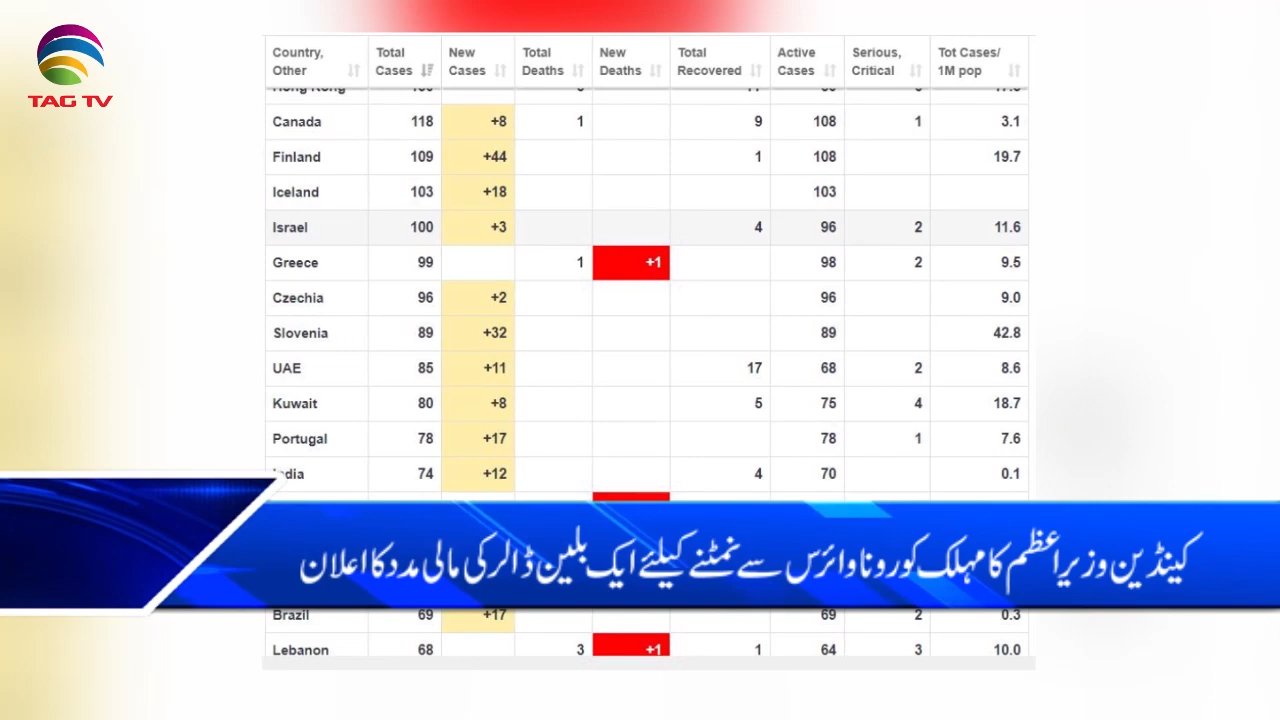 TAG TV
Country, Other Total Cases New Cases Total Deaths New Deaths Total Recovered Active Cases Serious, Critical Tot Cases/ 1M pop
Hong Kong
Canada 118 +8 1 9 108 1 3.1
Finland 109 +44 1 108 19.7
Iceland 103 +18 103
Israel 100 +3 4 96 2 11.6
Greece 99 1 +1 98 2 9.5
Czechia 96 +2 96 9.0
Slovenia 89 +32 89 42.8
UAE 85 +11 17 68 2 8.6
Kuwait 80 +8 5 75 4 18.7
Portugal 78 +17 78 1 7.6
India 74 +12 4 70 0.1
کینڈین وزیراعظم کا مہلک کورونا وائرس سے نمٹنے کیلئے ایک بلین ڈالر کی مالی مدد کا اعلان
Brazil 69 +17 69 2 0.3
Lebanon 68 3 +1 1 64 3 10.0